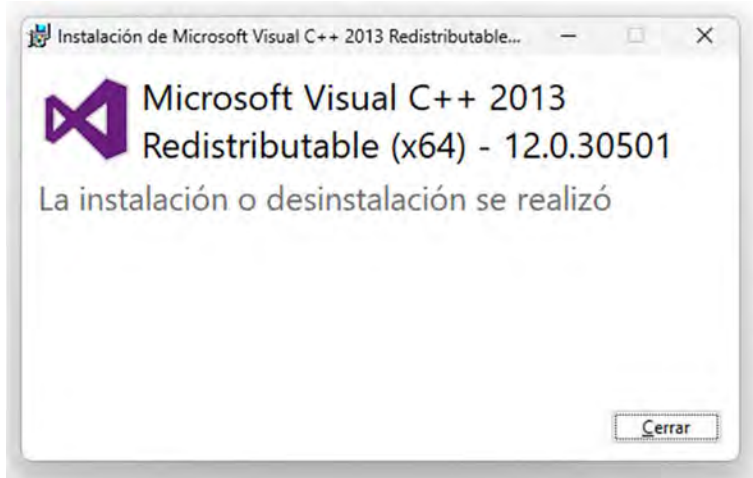 Instalación de Microsoft Visual C++ 2013 Redistributable...
Microsoft Visual C++ 2013
Redistributable (x64) - 12.0.30501
La instalación o desinstalación se realizó
Cerrar